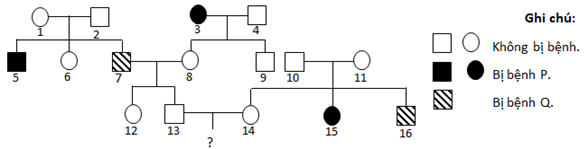 Ghi chú:
1 2 3 4
Không bị bệnh.
5 6 7 8 9 10 11
Bị bệnh P.
Bị bệnh Q.
12 13 14 15 16
?